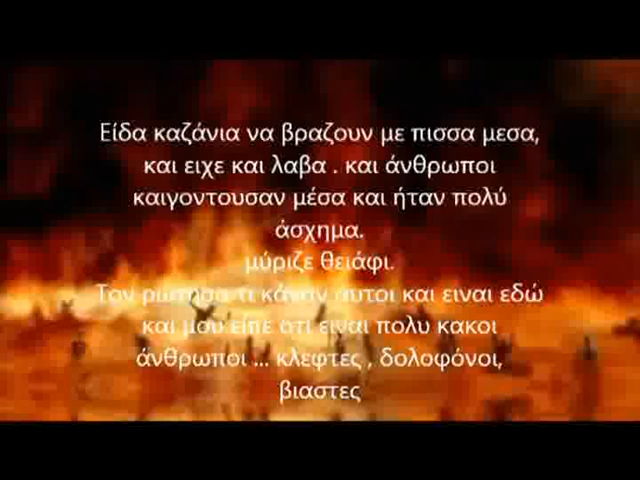 Είδα καζάνια να βραζουν με πισσα μεσα,
και ειχε και λαβα . και άνθρωποι
καιγοντουσαν μέσα και ήταν πολύ
άσχημα.
μύριζε θειάφι.
Τον ρωτησα τι κάναν αυτοι και ειναι εδώ
και μου είπε ότι είναι πολυ κακοι
άνθρωποι ... κλεφτες , δολοφόνοι,
βιαστες